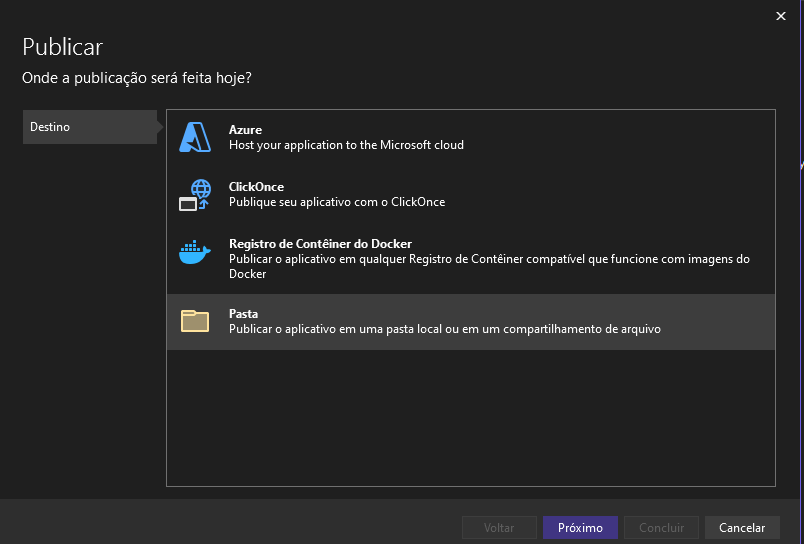 Publicar
Onde a publicação será feita hoje?
Destino
Azure
Host your application to the Microsoft cloud
ClickOnce
Publique seu aplicativo com o ClickOnce
Registro de Contêiner do Docker
Publicar o aplicativo em qualquer Registro de Contêiner compatível que funcione com imagens do
Docker
Pasta
Publicar o aplicativo em uma pasta local ou em um compartilhamento de arquivo
Voltar
Próximo
Concluir
Cancelar